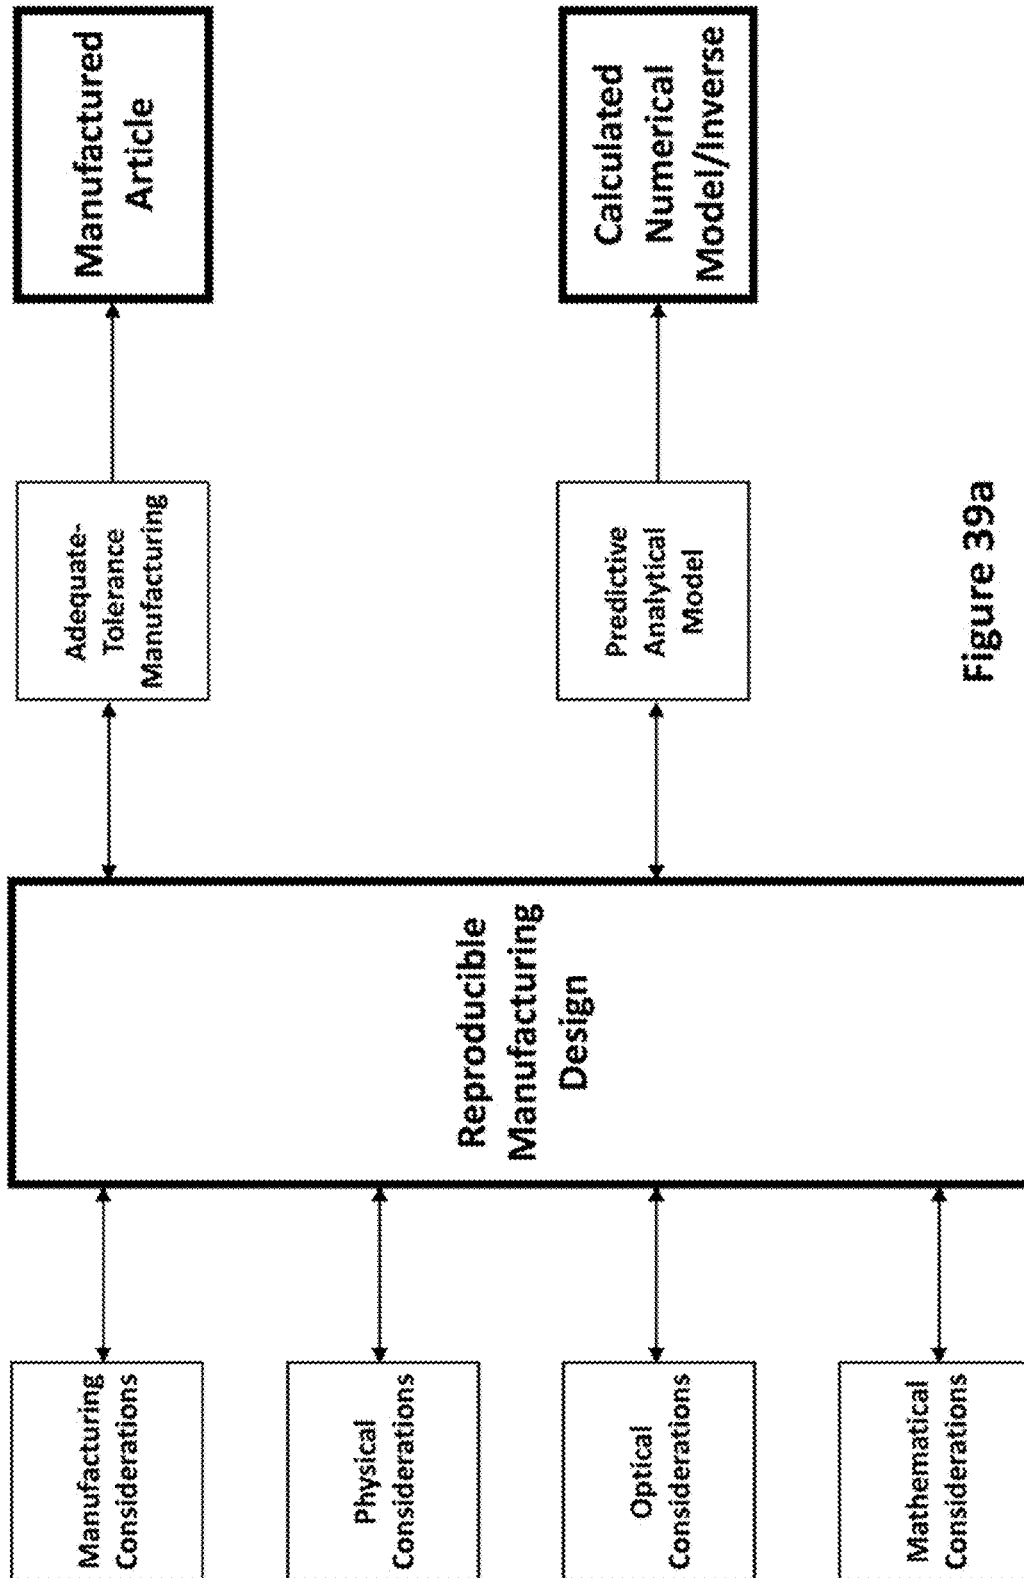 Manufacturing
Considerations
Physical
Considerations
Optical
Considerations
Mathematical
Considerations
Reproducible
Manufacturing
Design
Adequate-
Tolerance
Manufacturing
Predictive
Analytical
Model
Manufactured
Article
Calculated
Numerical
Model/Inverse
Figure 39a